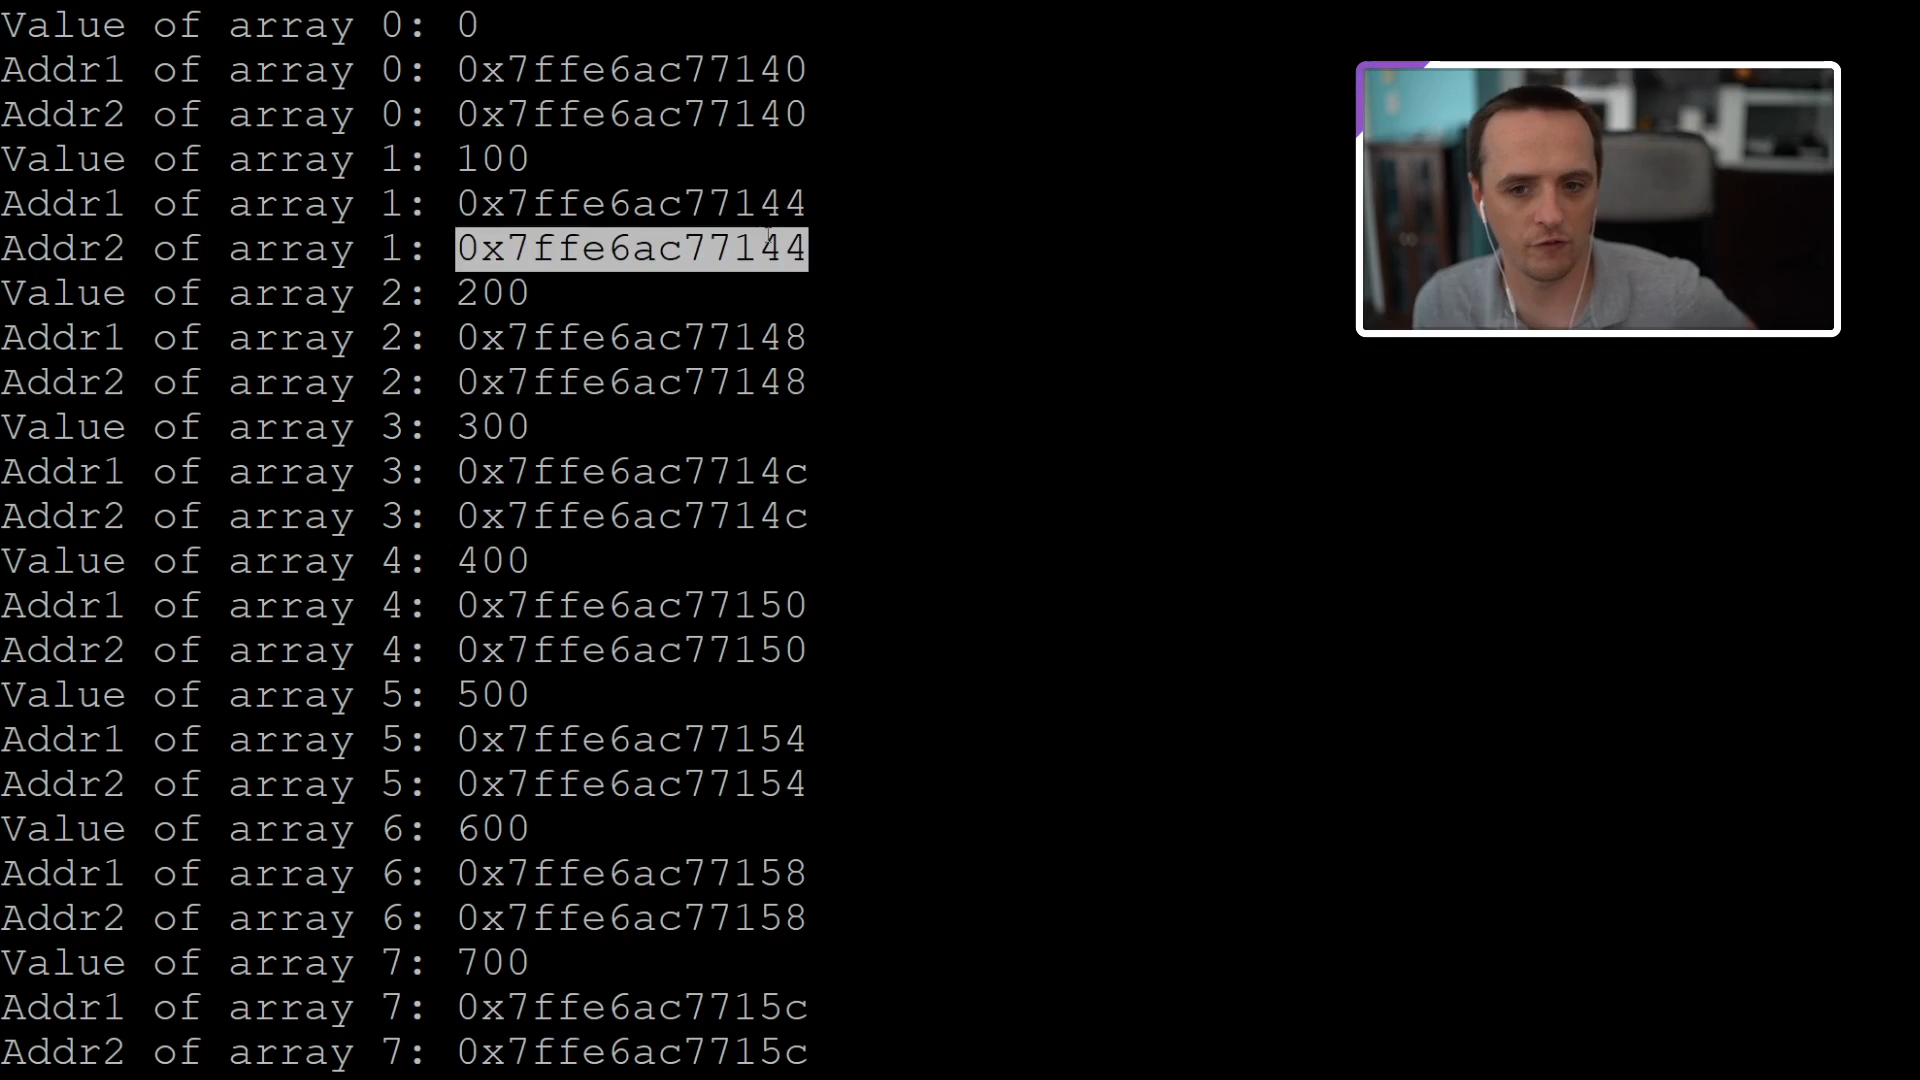 Value of array 0: 0
Addr1 of array 0: 0x7ffe6ac77140
Addr2 of array 0: 0x7ffe6ac77140
Value of array 1: 100
Addr1 of array 1: 0x7ffe6ac77144
Addr2 of array 1: 0x7ffe6ac77144
Value of array 2: 200
Addr1 of array 2: 0x7ffe6ac77148
Addr2 of array 2: 0x7ffe6ac77148
Value of array 3: 300
Addr1 of array 3: 0x7ffe6ac7714c
Addr2 of array 3: 0x7ffe6ac7714c
Value of array 4: 400
Addr1 of array 4: 0x7ffe6ac77150
Addr2 of array 4: 0x7ffe6ac77150
Value of array 5: 500
Addr1 of array 5: 0x7ffe6ac77154
Addr2 of array 5: 0x7ffe6ac77154
Value of array 6: 600
Addr1 of array 6: 0x7ffe6ac77158
Addr2 of array 6: 0x7ffe6ac77158
Value of array 7: 700
Addr1 of array 7: 0x7ffe6ac7715c
Addr2 of array 7: 0x7ffe6ac7715c